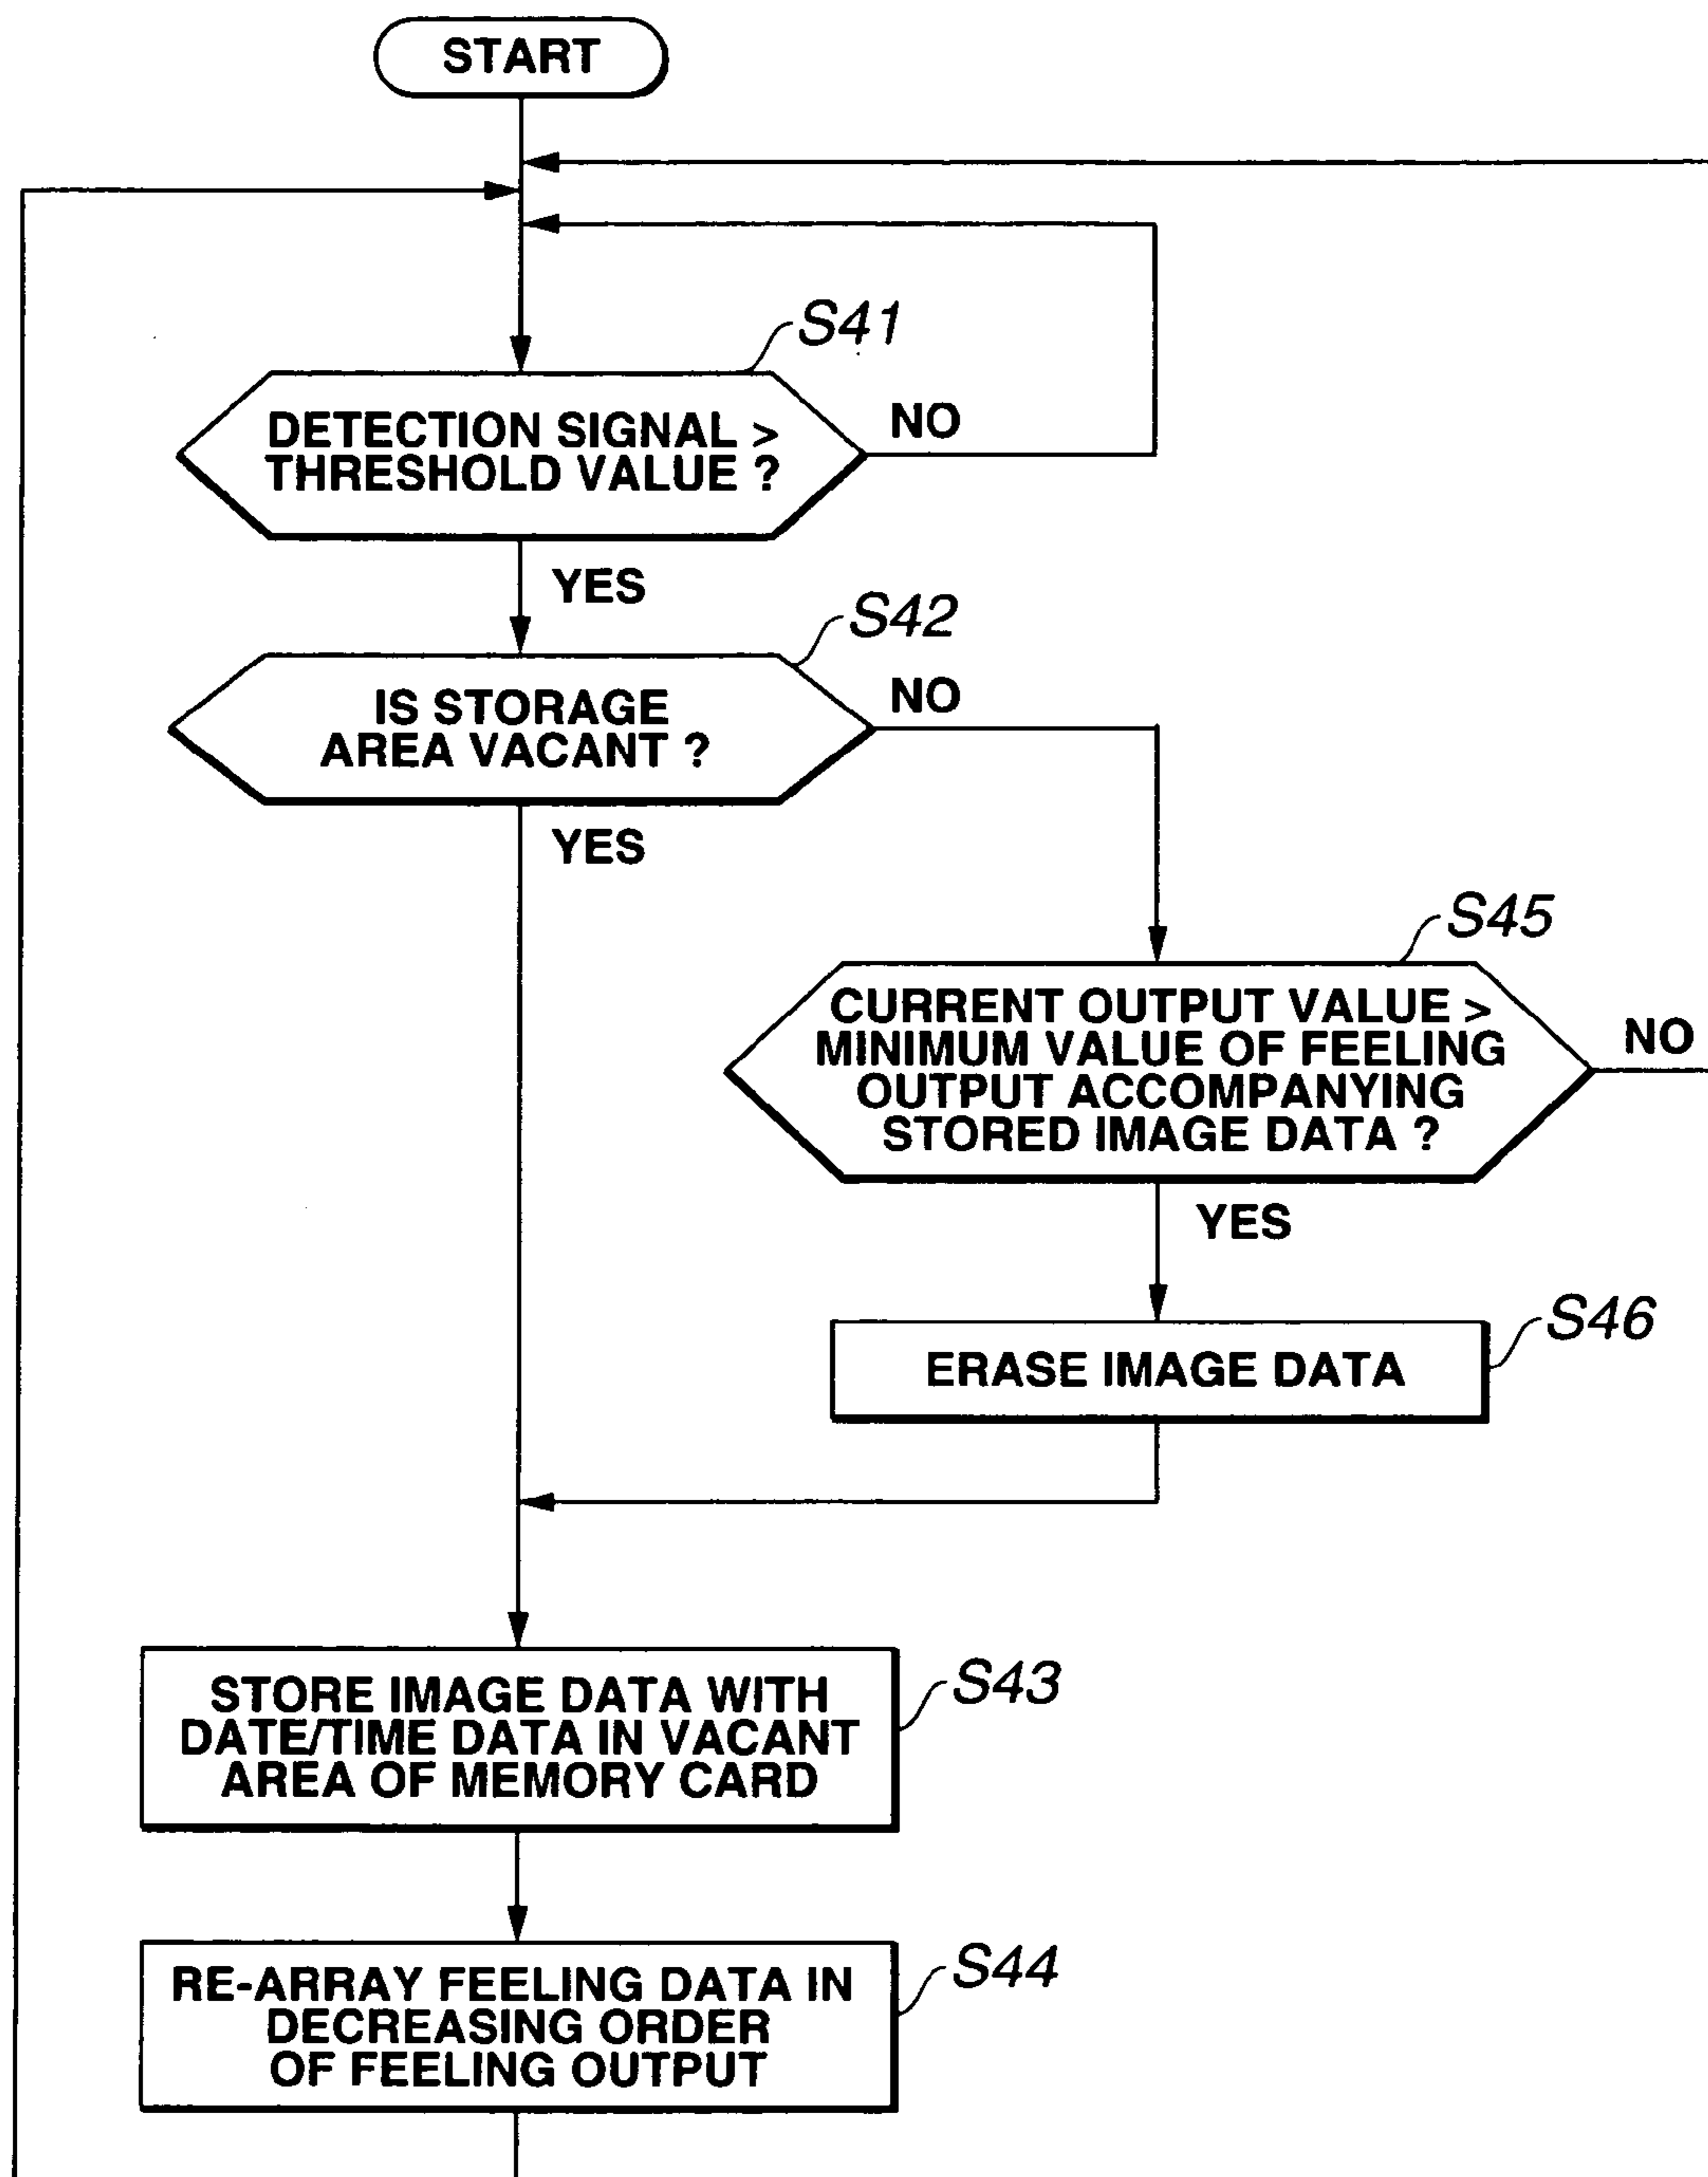 START
S41
DETECTION SIGNAL >
THRESHOLD VALUE ?
NO
YES
S42
IS STORAGE
AREA VACANT ?
NO
YES
S45
CURRENT OUTPUT VALUE >
MINIMUM VALUE OF FEELING
OUTPUT ACCOMPANYING
STORED IMAGE DATA ?
NO
YES
S46
ERASE IMAGE DATA
S43
STORE IMAGE DATA WITH
DATE/TIME DATA IN VACANT
AREA OF MEMORY CARD
S44
RE-ARRAY FEELING DATA IN
DECREASING ORDER
OF FEELING OUTPUT